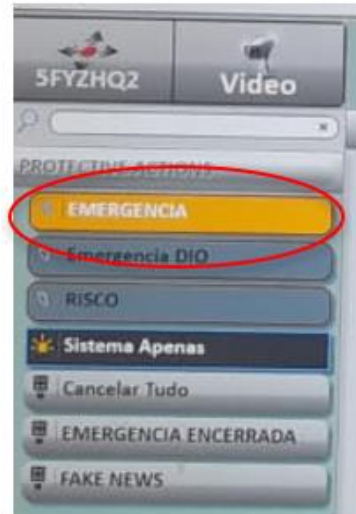 5FYZHQ2
Video
PROTECTIVE ACTIONS
EMERGENCIA
Emergencia DIO
RISCO
Sistema Apenas
Cancelar Tudo
EMERGENCIA ENCERRADA
FAKE NEWS